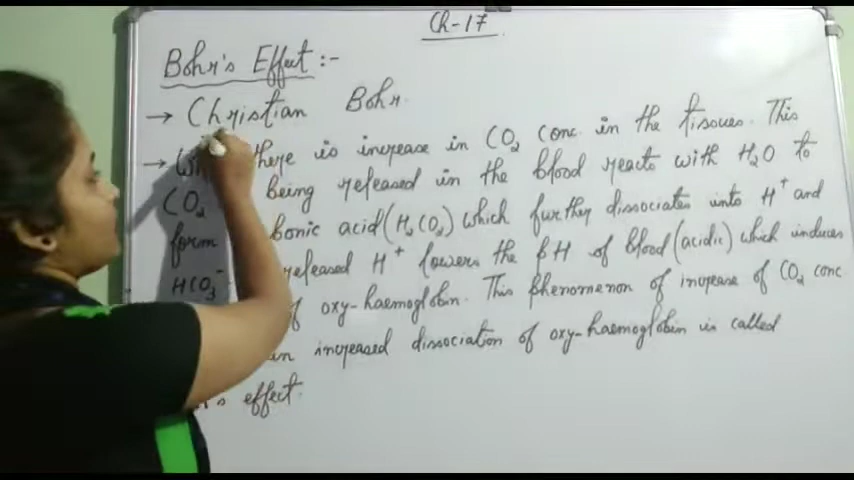 Ch-17
Bohr's Effect :-
→ Christian Bohr.
→ there is increase in CO₂ conc. in the tissues. This
CO₂ being released in the blood reacts with H₂O to
form bonic acid (H₂CO₃) which further dissociates into H⁺ and
HCO₃⁻ released H⁺ lowers the pH of blood (acidic) which induces
of oxy-haemoglobin. This phenomenon of increase of CO₂ conc
in increased dissociation of oxy-haemoglobin is called
effect.